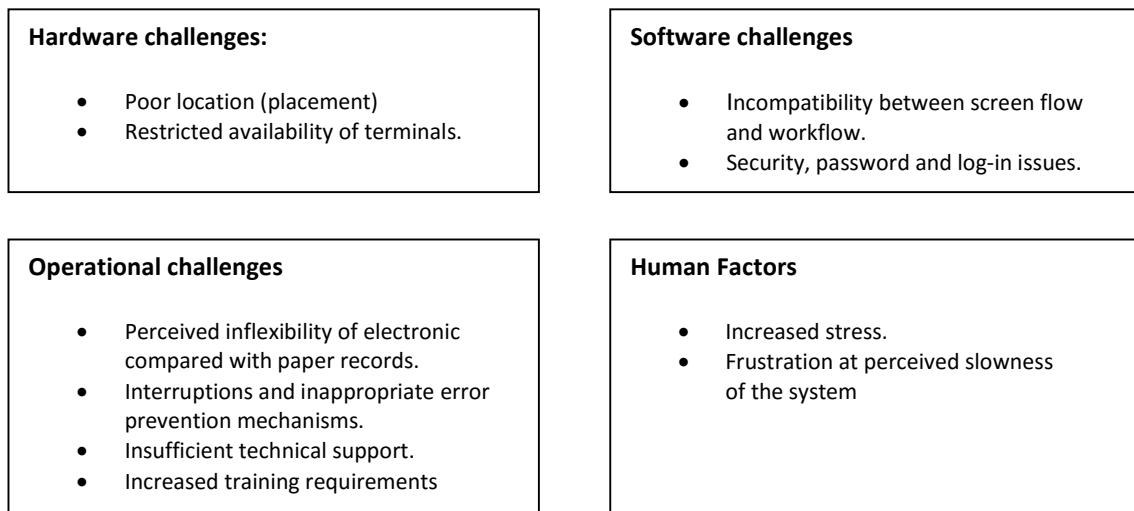 Hardware challenges:
• Poor location (placement)
• Restricted availability of terminals.
Software challenges
• Incompatibility between screen flow
and workflow.
• Security, password and log-in issues.
Operational challenges
• Perceived inflexibility of electronic
compared with paper records.
• Interruptions and inappropriate error
prevention mechanisms.
• Insufficient technical support.
• Increased training requirements
Human Factors
• Increased stress.
• Frustration at perceived slowness
of the system